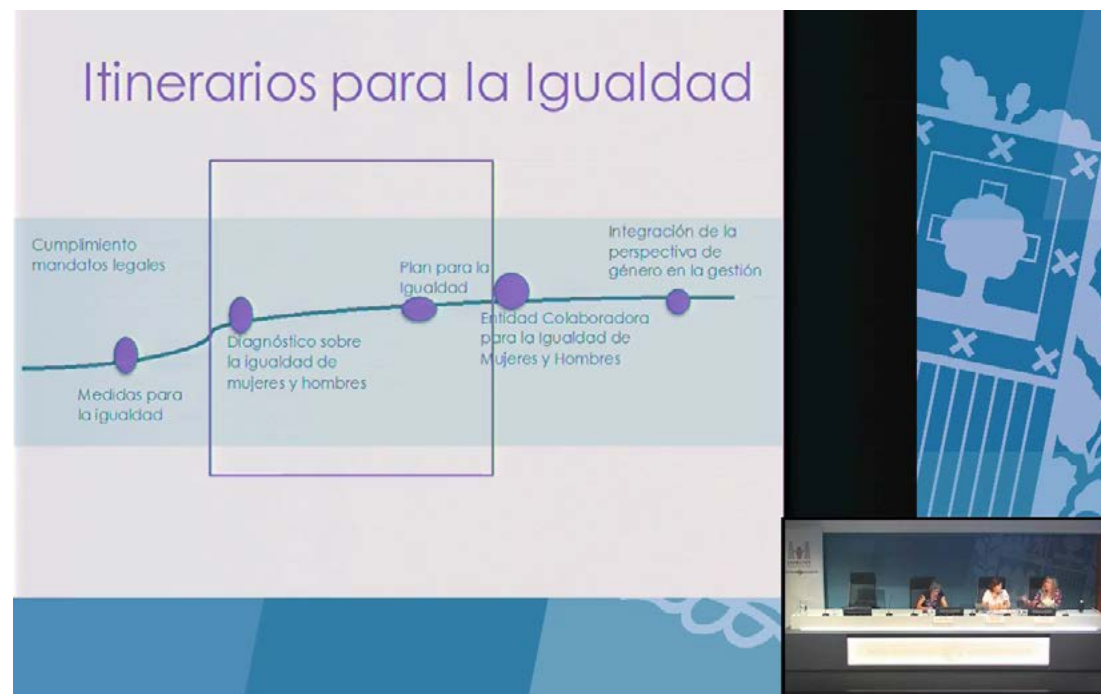 Itinerarios para la Igualdad
Cumplimiento
mandatos legales
Medidas para
la igualdad
Diagnóstico sobre
la igualdad de
mujeres y hombres
Plan para la
Igualdad
Entidad Colaboradora
para la Igualdad de
Mujeres y Hombres
Integración de la
perspectiva de
género en la gestión